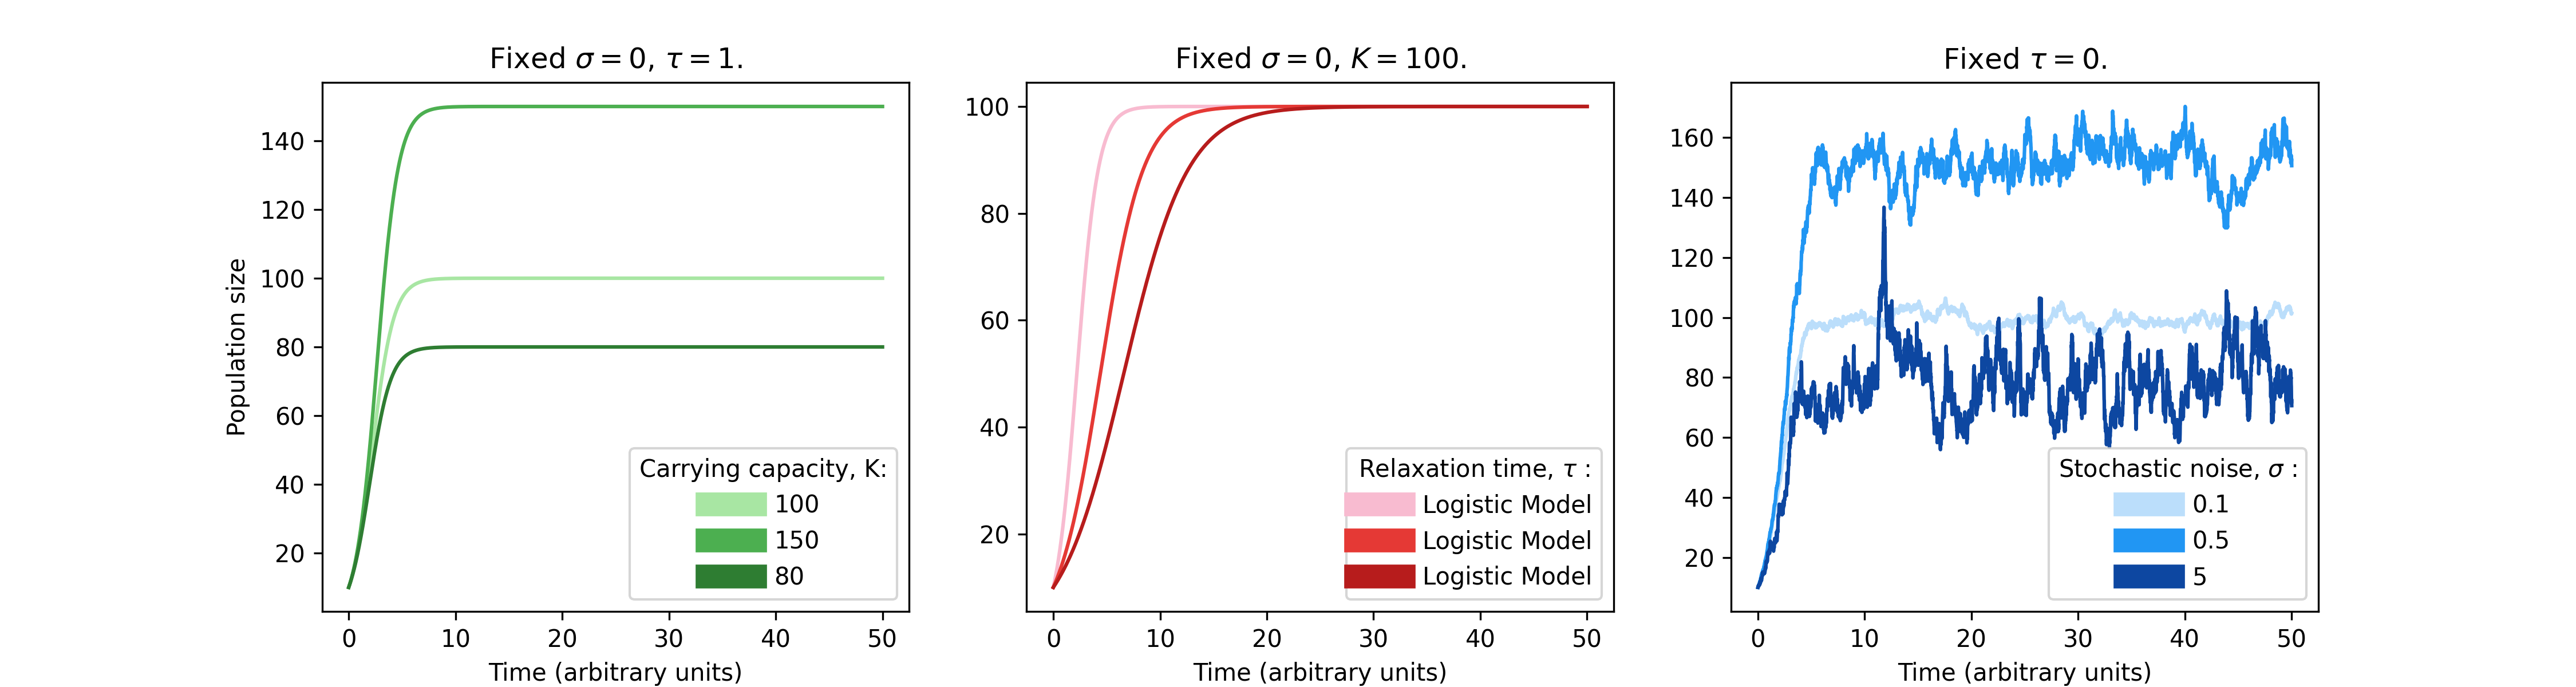 Fixed σ = 0, τ = 1.
Population size
140
120
100
80
60
40
20
Carrying capacity, K:
100
150
80
0 10 20 30 40 50
Time (arbitrary units)
Fixed σ = 0, K = 100.
100
80
60
40
20
Relaxation time, τ :
Logistic Model
Logistic Model
Logistic Model
0 10 20 30 40 50
Time (arbitrary units)
Fixed τ = 0.
160
140
120
100
80
60
40
20
Stochastic noise, σ :
0.1
0.5
5
0 10 20 30 40 50
Time (arbitrary units)